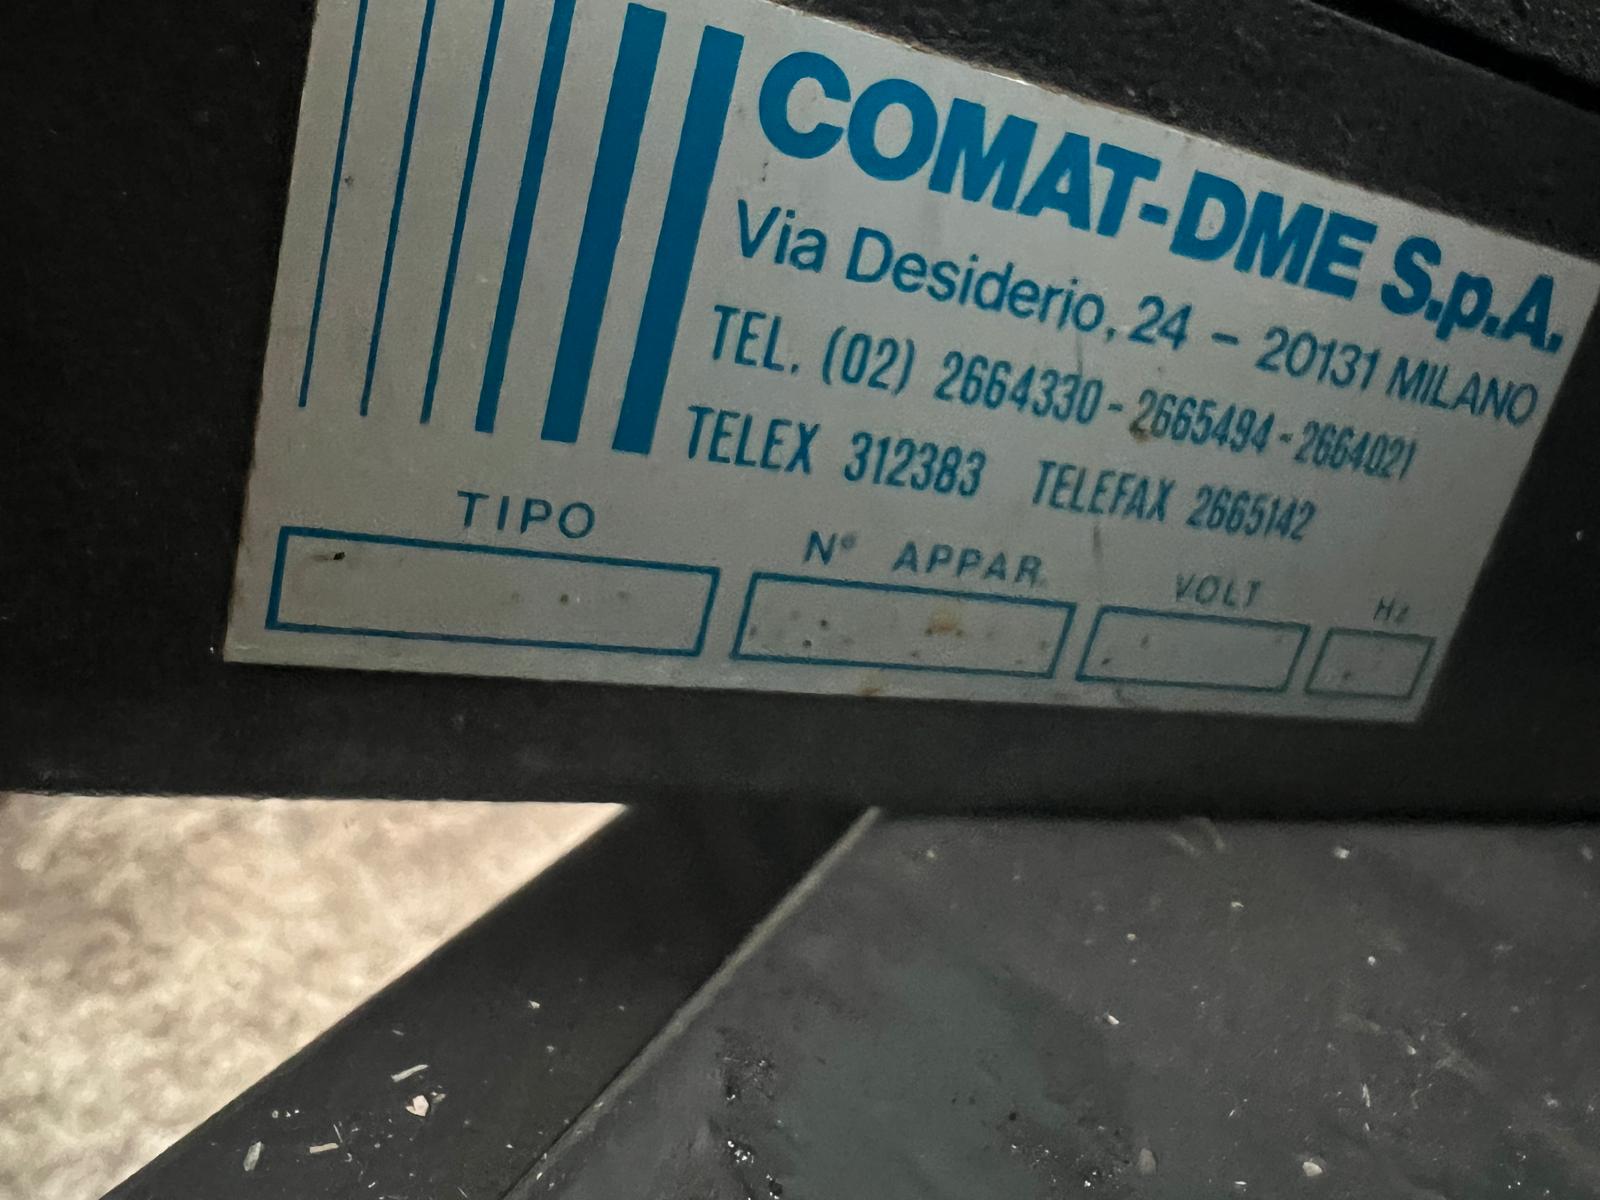 COMAT-DME S.p.A.
Via Desiderio, 24 – 20131 MILANO
TEL. (02) 2664330 - 2665494 - 2664021
TELEX 312383 TELEFAX 2665142
TIPO N° APPAR. VOLT Hz